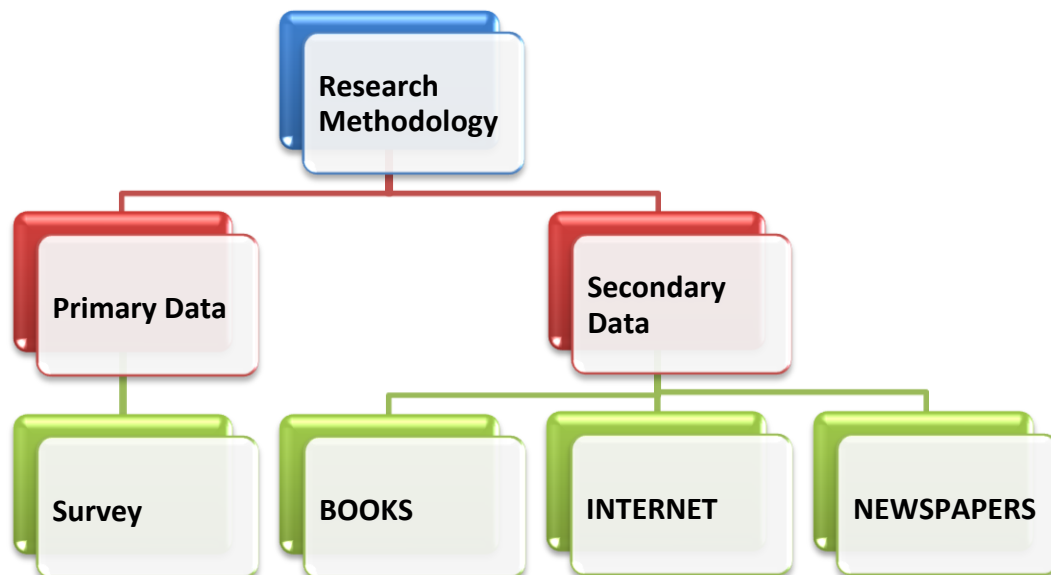 Research
Methodology
Primary Data
Secondary
Data
Survey
BOOKS
INTERNET
NEWSPAPERS